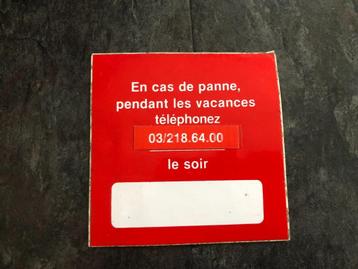 En cas de panne,
pendant les vacances
téléphonez
03/218.64.00
le soir